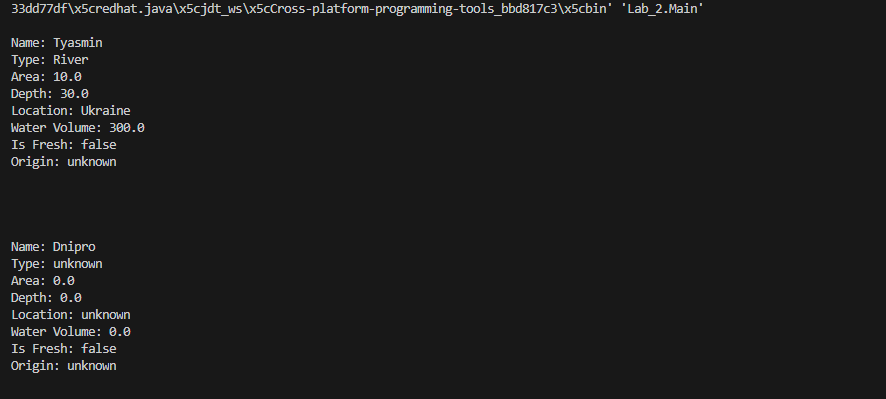 33dd77df\x5credhat.java\x5cjdt_ws\x5cCross-platform-programming-tools_bbd817c3\x5cbin' 'Lab_2.Main'
Name: Tyasmin
Type: River
Area: 10.0
Depth: 30.0
Location: Ukraine
Water Volume: 300.0
Is Fresh: false
Origin: unknown
Name: Dnipro
Type: unknown
Area: 0.0
Depth: 0.0
Location: unknown
Water Volume: 0.0
Is Fresh: false
Origin: unknown